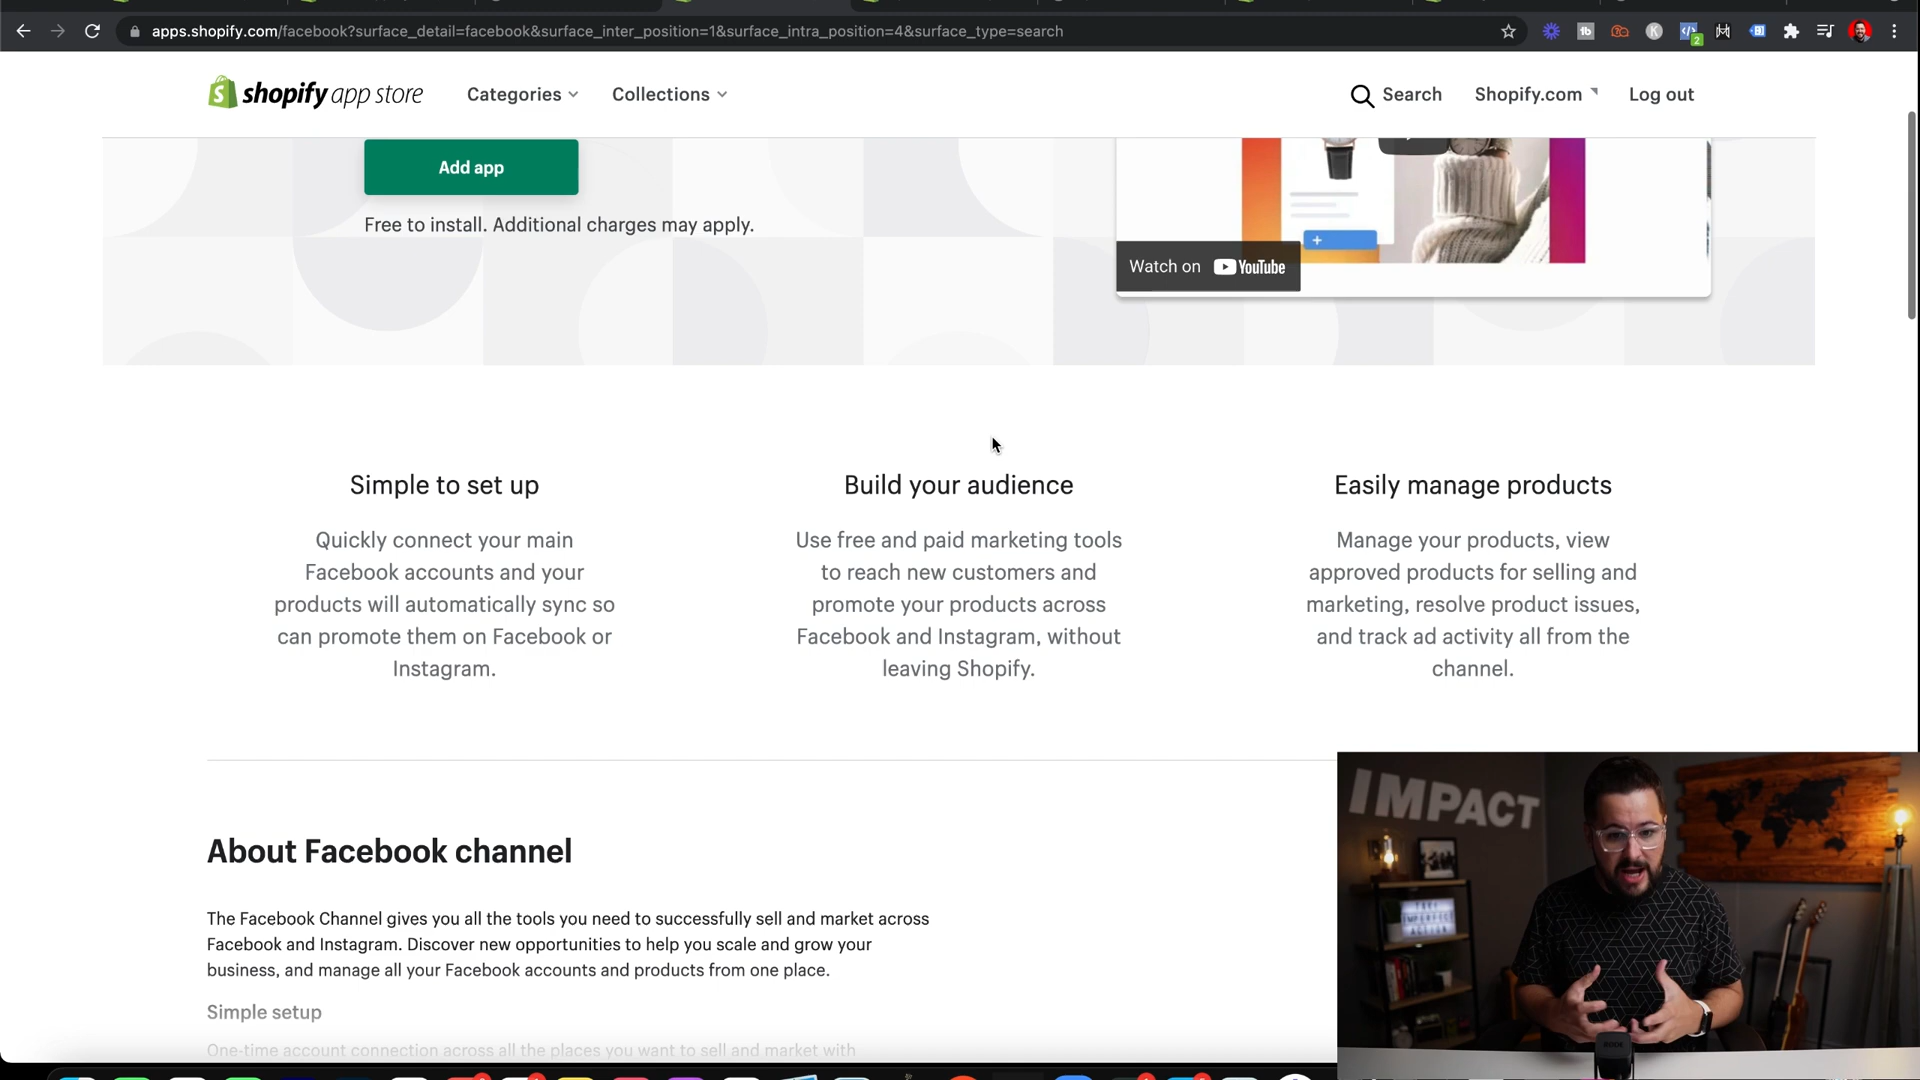 apps.shopify.com/facebook?surface_detail=facebook&surface_inter_position=1&surface_intra_position=4&surface_type=search
shopify app store
Categories
Collections
Search
Shopify.com
Log out
Add app
Free to install. Additional charges may apply.
Watch on YouTube
Simple to set up
Quickly connect your main
Facebook accounts and your
products will automatically sync so
can promote them on Facebook or
Instagram.
Build your audience
Use free and paid marketing tools
to reach new customers and
promote your products across
Facebook and Instagram, without
leaving Shopify.
Easily manage products
Manage your products, view
approved products for selling and
marketing, resolve product issues,
and track ad activity all from the
channel.
About Facebook channel
The Facebook Channel gives you all the tools you need to successfully sell and market across
Facebook and Instagram. Discover new opportunities to help you scale and grow your
business, and manage all your Facebook accounts and products from one place.
Simple setup
One-time account connection across all the places you want to sell and market with
IMPACT
TAKE
IMPERFECT
ACTION
RODE